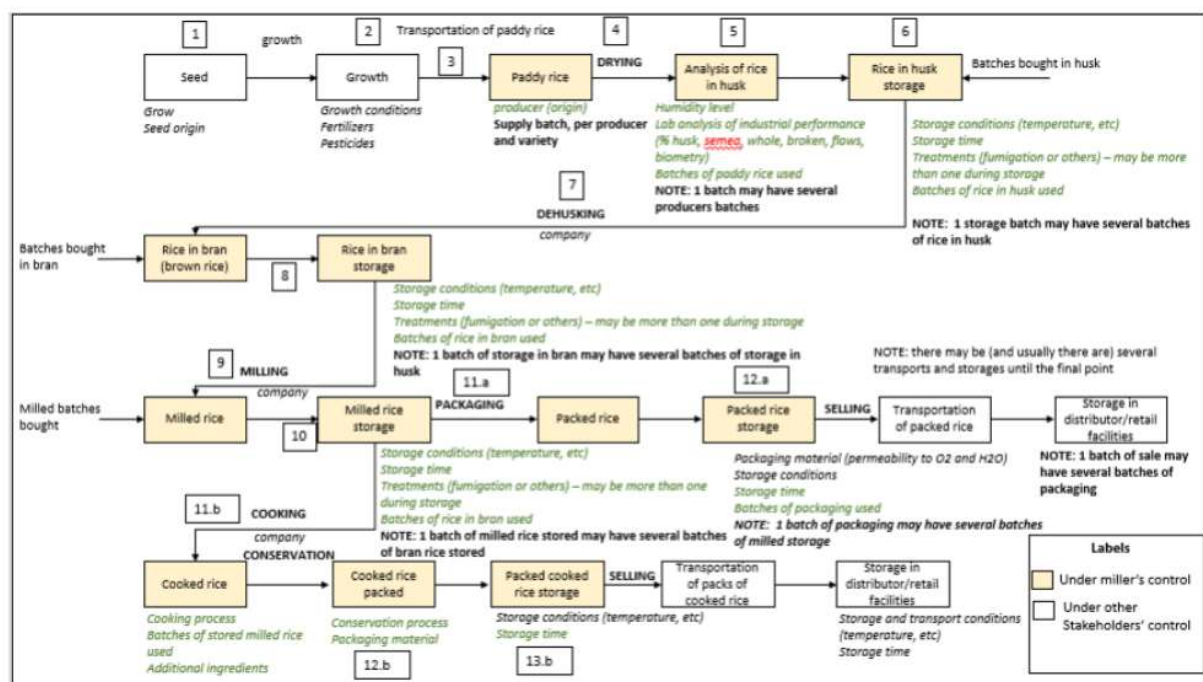 1
growth
2
Transportation of paddy rice
4
5
6
Seed
Growth
3
Paddy rice
DRYING
Analysis of rice
in husk
Rice in husk
storage
Batches bought in husk
Grow
Seed origin
Growth conditions
Fertilizers
Pesticides
producer (origin)
Supply batch, per producer
and variety
Humidity level
Lab analysis of industrial performance
(% husk, semea, whole, broken, flows,
biometry)
Batches of paddy rice used
NOTE: 1 batch may have several
producers batches
Storage conditions (temperature, etc)
Storage time
Treatments (fumigation or others) – may be more
than one during storage
Batches of rice in husk used
NOTE: 1 storage batch may have several batches
of rice in husk
7
DEHUSKING
company
Batches bought
in bran
Rice in bran
(brown rice)
8
Rice in bran
storage
Storage conditions (temperature, etc)
Storage time
Treatments (fumigation or others) – may be more than one during storage
Batches of rice in bran used
NOTE: 1 batch of storage in bran may have several batches of storage in
husk
NOTE: there may be (and usually there are) several
transports and storages until the final point
9
MILLING
company
11.a
12.a
Milled batches
bought
Milled rice
10
Milled rice
storage
PACKAGING
Packed rice
Packed rice
storage
SELLING
Transportation
of packed rice
Storage in
distributor/retail
facilities
NOTE: 1 batch of sale may
have several batches of
packaging
Storage conditions (temperature, etc)
Storage time
Treatments (fumigation or others) – may be more than one
during storage
Batches of rice in bran used
NOTE: 1 batch of milled rice stored may have several batches
of bran rice stored
Packaging material (permeability to O2 and H2O)
Storage conditions
Storage time
Batches of packaging used
NOTE: 1 batch of packaging may have several batches
of milled storage
11.b
COOKING
company
CONSERVATION
Cooked rice
Cooked rice
packed
Packed cooked
rice storage
SELLING
Transportation
of packs of
cooked rice
Storage in
distributor/retail
facilities
Cooking process
Batches of stored milled rice
used
Additional ingredients
Conservation process
Packaging material
12.b
Storage conditions (temperature, etc)
Storage time
13.b
Storage and transport conditions
(temperature, etc)
Storage time
Labels
Under miller's control
Under other
Stakeholders' control